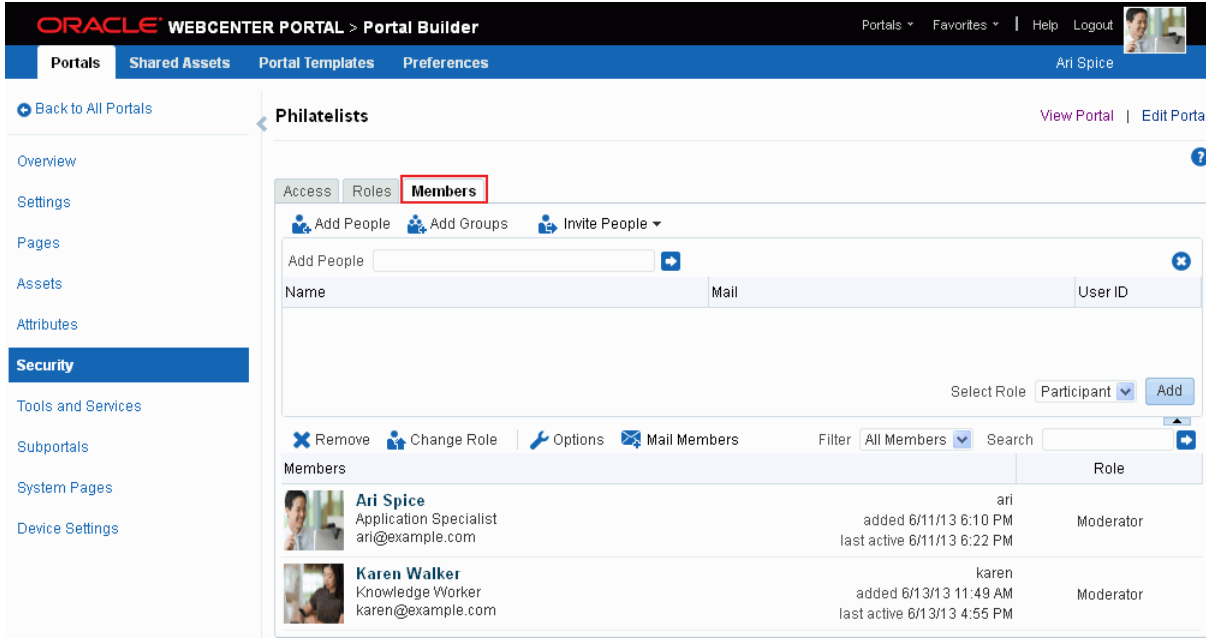 ORACLE WEBCENTER PORTAL > Portal Builder
Portals Favorites | Help Logout
Portals Shared Assets Portal Templates Preferences Ari Spice
Back to All Portals
Overview
Settings
Pages
Assets
Attributes
Security
Tools and Services
Subportals
System Pages
Device Settings
Philatelists View Portal | Edit Porta
?
Access Roles Members
Add People Add Groups Invite People
Add People
Name Mail User ID
Select Role Participant Add
Remove Change Role Options Mail Members Filter All Members Search
Members Role
Ari Spice ari
Application Specialist added 6/11/13 6:10 PM Moderator
ari@example.com last active 6/11/13 6:22 PM
Karen Walker karen
Knowledge Worker added 6/13/13 11:49 AM Moderator
karen@example.com last active 6/13/13 4:55 PM